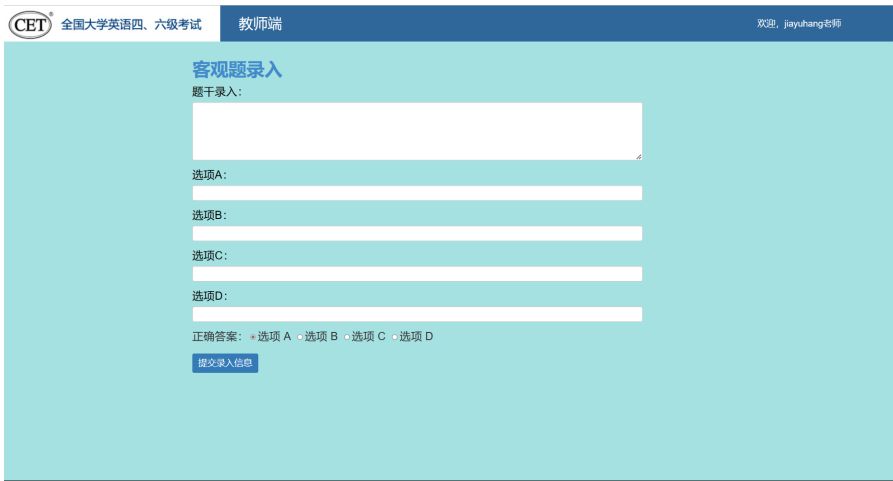 CET® 全国大学英语四、六级考试 教师端 欢迎，jiayuhang老师
客观题录入
题干录入：
选项A：
选项B：
选项C：
选项D：
正确答案： 选项 A 选项 B 选项 C 选项 D
提交录入信息